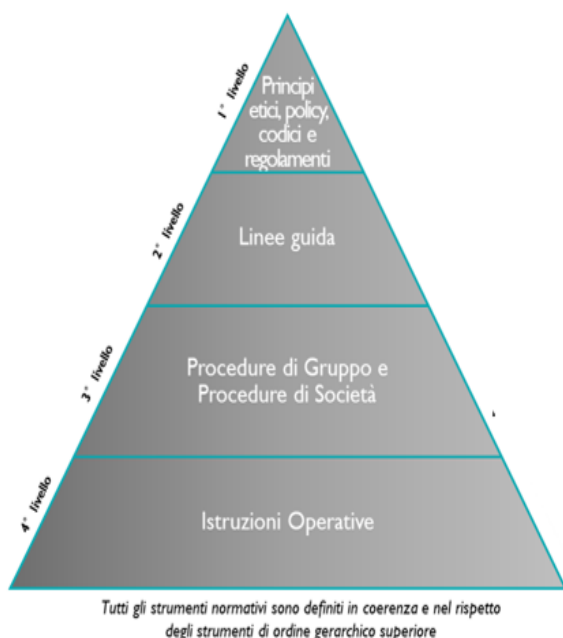 1° livello
Principi
etici, policy,
codici e
regolamenti
2° livello
Linee guida
3° livello
Procedure di Gruppo e
Procedure di Società
4° livello
Istruzioni Operative
Tutti gli strumenti normativi sono definiti in coerenza e nel rispetto
degli strumenti di ordine gerarchico superiore